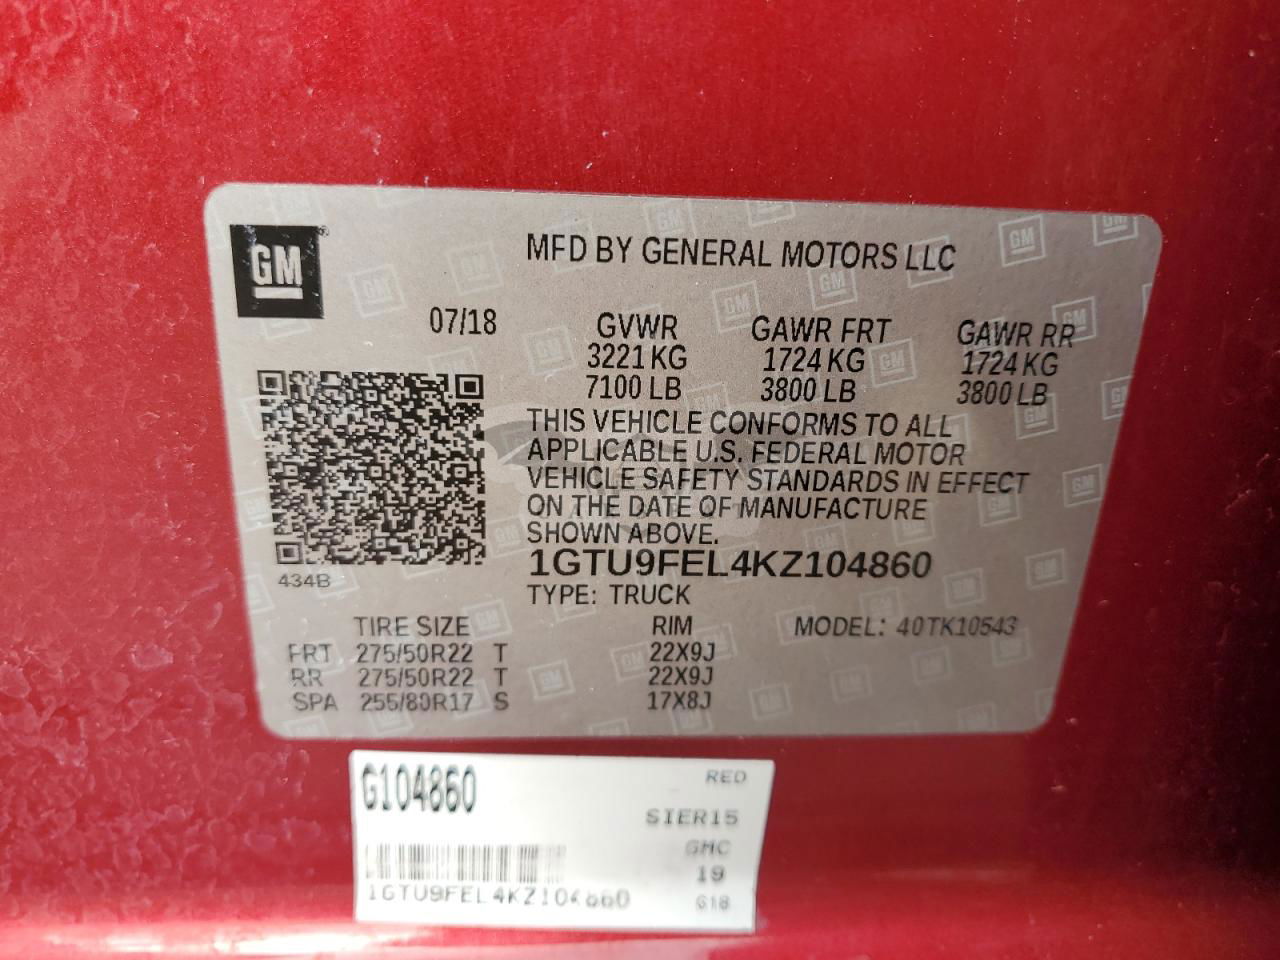 GM
MFD BY GENERAL MOTORS LLC
07/18 GVWR GAWR FRT GAWR RR
3221 KG 1724 KG 1724 KG
7100 LB 3800 LB 3800 LB
THIS VEHICLE CONFORMS TO ALL
APPLICABLE U.S. FEDERAL MOTOR
VEHICLE SAFETY STANDARDS IN EFFECT
ON THE DATE OF MANUFACTURE
SHOWN ABOVE.
1GTU9FEL4KZ104860
434B
TYPE: TRUCK
TIRE SIZE RIM MODEL: 40TK10543
FRT 275/50R22 T 22X9J
RR 275/50R22 T 22X9J
SPA 255/80R17 S 17X8J
G104860 RED
SIER15
GMC
19
1GTU9FEL4KZ104860 G18